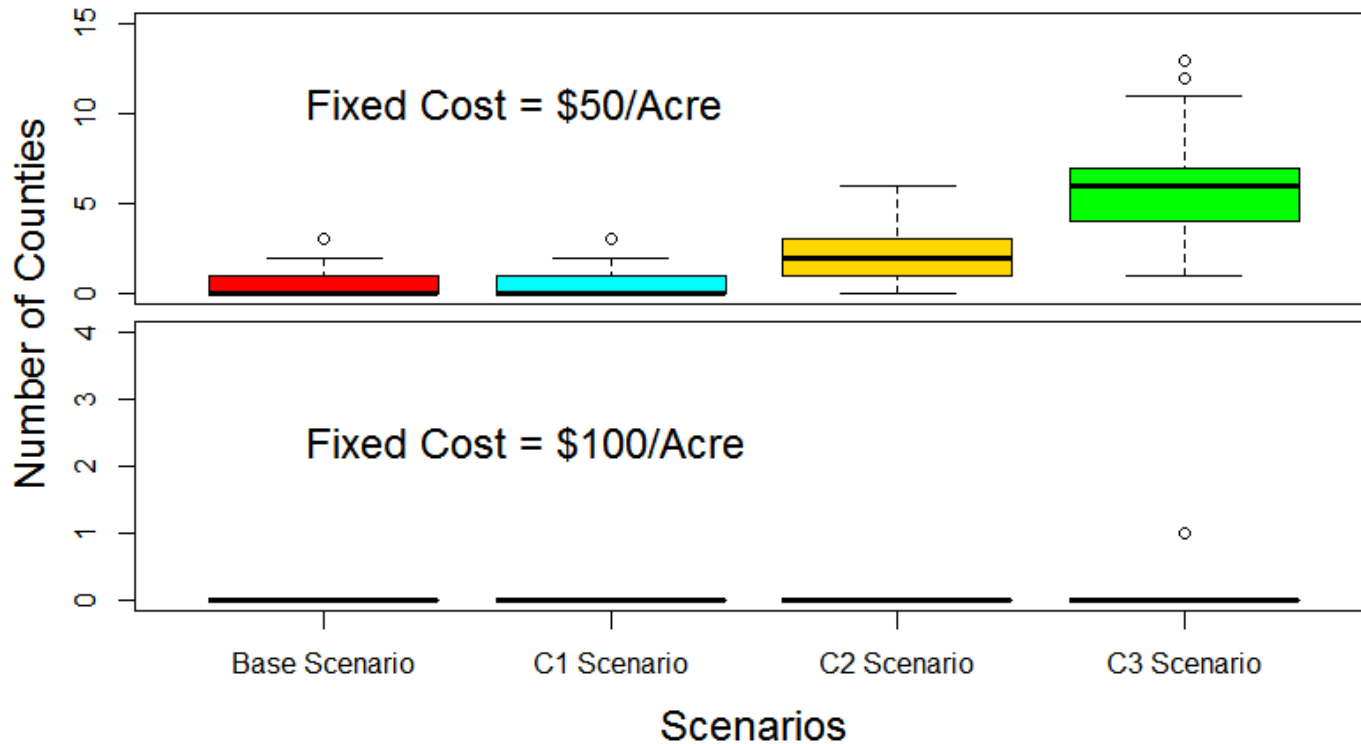 Number of Counties
15
10
5
0
Fixed Cost = $50/Acre
4
3
2
1
0
Fixed Cost = $100/Acre
Base Scenario C1 Scenario C2 Scenario C3 Scenario
Scenarios